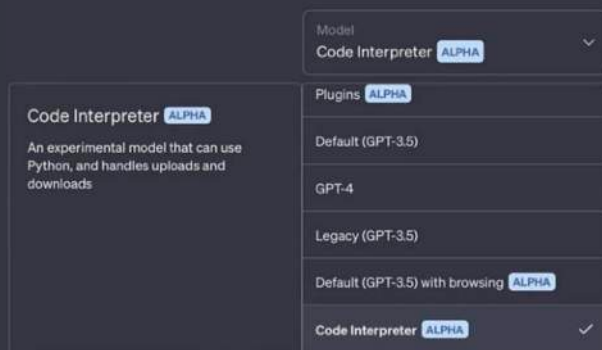 Model
Code Interpreter ALPHA
Code Interpreter ALPHA
An experimental model that can use
Python, and handles uploads and
downloads
Plugins ALPHA
Default (GPT-3.5)
GPT-4
Legacy (GPT-3.5)
Default (GPT-3.5) with browsing ALPHA
Code Interpreter ALPHA